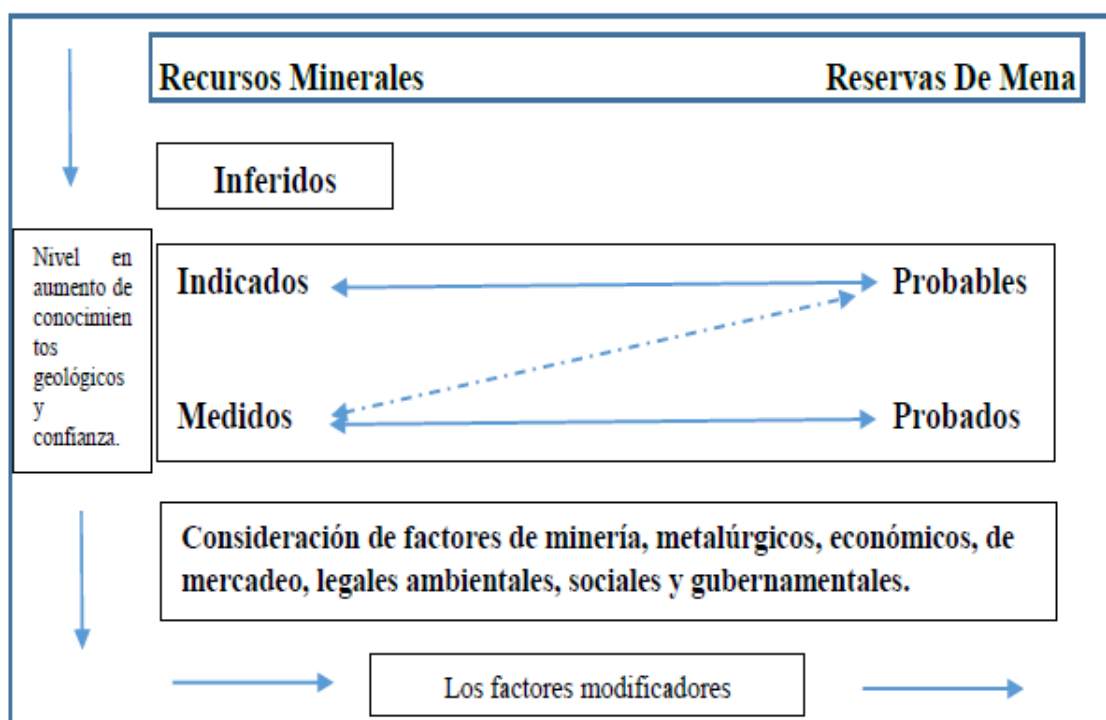 Recursos Minerales Reservas De Mena
Inferidos
Nivel en
aumento de
conocimien
tos
geológicos
y
confianza.
Indicados Probables
Medidos Probados
Consideración de factores de minería, metalúrgicos, económicos, de
mercadeo, legales ambientales, sociales y gubernamentales.
Los factores modificadores